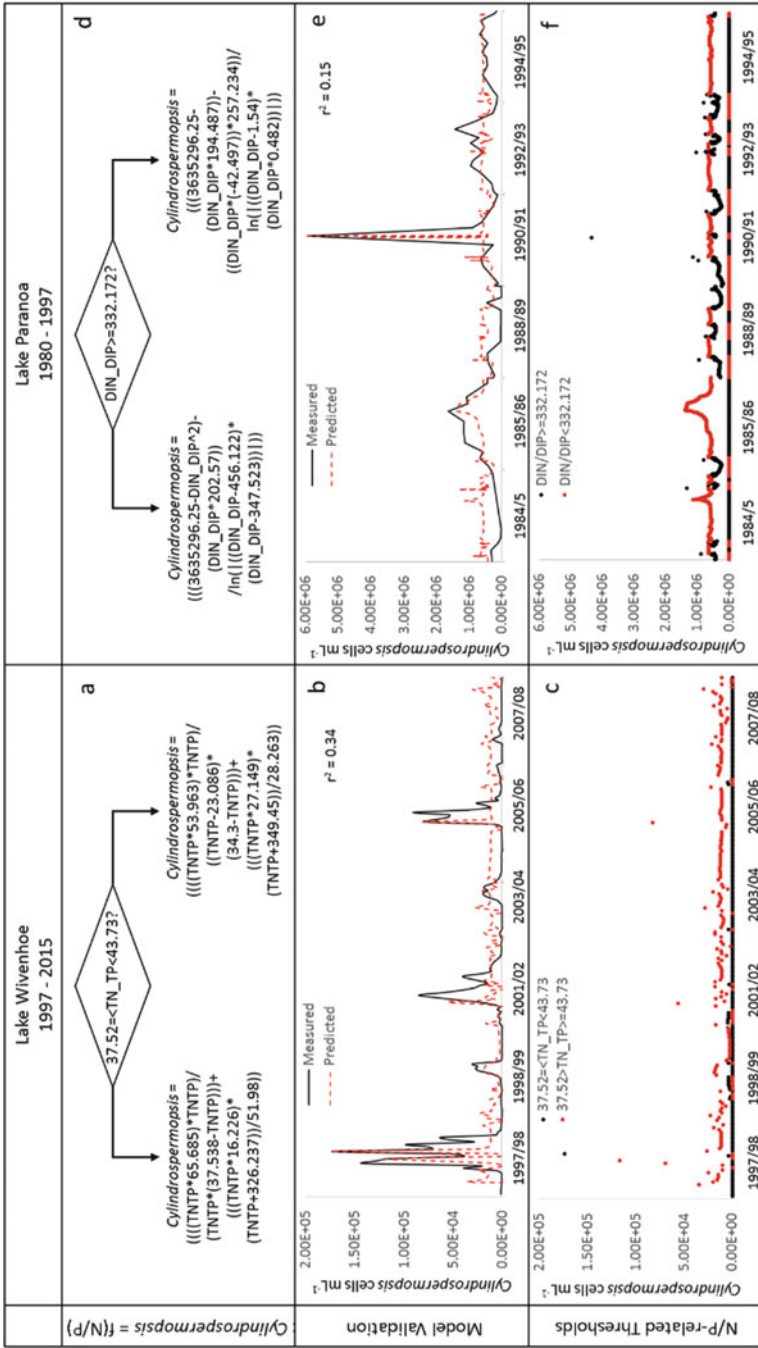 Lake Wivenhoe
1997 - 2015
Lake Paranoa
1980 - 1997
: Cylindrospermopsis = f(N/P)
a
37.52=<TN_TP<43.73?
Cylindrospermopsis=
((((TNTP*65.685)*TNTP)/
(TNTP*(37.538-TNTP)))+
(((TNTP*16.226)*
(TNTP+326.237))/51.98))
Cylindrospermopsis=
((((TNTP*53.963)*TNTP)/
((TNTP-23.086)*
(34.3-TNTP)))+
(((TNTP*27.149)*
(TNTP+349.45))/28.263))
d
DIN_DIP>=332.172?
Cylindrospermopsis=
(((3635296.25-DIN_DIP^2)-
(DIN_DIP*202.57))
/ln(||((DIN_DIP-456.122)*
(DIN_DIP-347.523))||))
Cylindrospermopsis=
(((3635296.25-
(DIN_DIP*194.487))-
((DIN_DIP*(-42.497))*257.234))/
ln(||((DIN_DIP-1.54)*
(DIN_DIP*0.482))||))
Model Validation
b
r² = 0.34
Measured
Predicted
Cylindrospermopsis cells mL⁻¹
2.00E+05
1.50E+05
1.00E+05
5.00E+04
0.00E+00
1997/98
1998/99
2001/02
2003/04
2005/06
2007/08
e
r² = 0.15
Measured
Predicted
Cylindrospermopsis cells mL⁻¹
6.00E+06
5.00E+06
4.00E+06
3.00E+06
2.00E+06
1.00E+06
0.00E+00
1984/5
1985/86
1988/89
1990/91
1992/93
1994/95
N/P-related Thresholds
c
37.52=<TN_TP<43.73
37.52>TN_TP>=43.73
Cylindrospermopsis cells mL⁻¹
2.00E+05
1.50E+05
1.00E+05
5.00E+04
0.00E+00
1997/98
1998/99
2001/02
2003/04
2005/06
2007/08
f
DIN/DIP>=332.172
DIN/DIP<332.172
Cylindrospermopsis cells mL⁻¹
6.00E+06
5.00E+06
4.00E+06
3.00E+06
2.00E+06
1.00E+06
0.00E+00
1984/5
1985/86
1988/89
1990/91
1992/93
1994/95